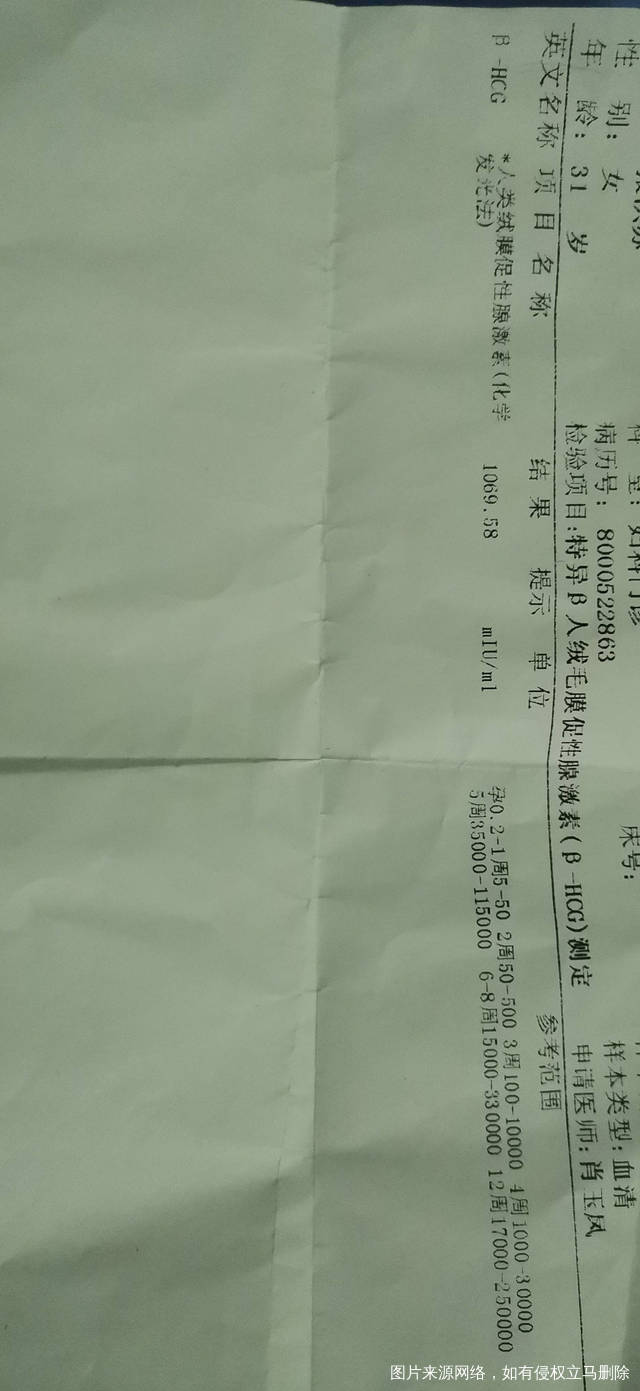 性 别: 女
科 室: 妇科门诊
床号:
样本类型:血清
年 龄: 31 岁
病历号: 8000522863
申请医师:肖玉凤
检验项目:特异β人绒毛膜促性腺激素(β-HCG)测定
英文名称 项 目 名 称 结 果 提示 单 位 参考范围
β-HCG *人类绒膜促性腺激素(化学 1069.58 mIU/ml 孕0.2-1周5-50 2周50-500 3周100-10000 4周1000-30000
发光法) 5周35000-115000 6-8周15000-330000 12周17000-250000
图片来源网络，如有侵权立马删除